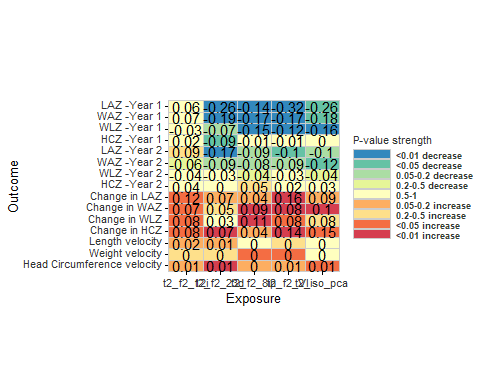 P-value strength
<0.01 decrease
<0.05 decrease
0.05-0.2 decrease
0.2-0.5 decrease
0.5-1
0.05-0.2 increase
0.2-0.5 increase
<0.05 increase
<0.01 increase
Outcome
LAZ -Year 1 0.06 -0.26 -0.14 -0.32 -0.26
WAZ -Year 1 0.07 -0.19 -0.17 -0.17 -0.18
WLZ -Year 1 -0.03 -0.07 -0.15 -0.12 -0.16
HCZ -Year 1 0.02 -0.09 -0.01 -0.01 0
LAZ -Year 2 0.09 -0.17 -0.09 -0.1 -0.1
WAZ -Year 2 -0.06 -0.09 -0.08 -0.09 -0.12
WLZ -Year 2 -0.04 -0.03 -0.04 -0.03 -0.04
HCZ -Year 2 0.04 0 0.05 0.02 0.03
Change in LAZ 0.12 0.07 0.04 0.16 0.09
Change in WAZ 0.07 0.05 0.09 0.08 0.1
Change in WLZ 0.08 0.03 0.11 0.08 0.08
Change in HCZ 0.08 0.07 0.04 0.14 0.15
Length velocity 0.02 0.01 0 0 0
Weight velocity 0 0 0 0 0
Head Circumference velocity 0.01 0.01 0 0.01 0.01
Exposure